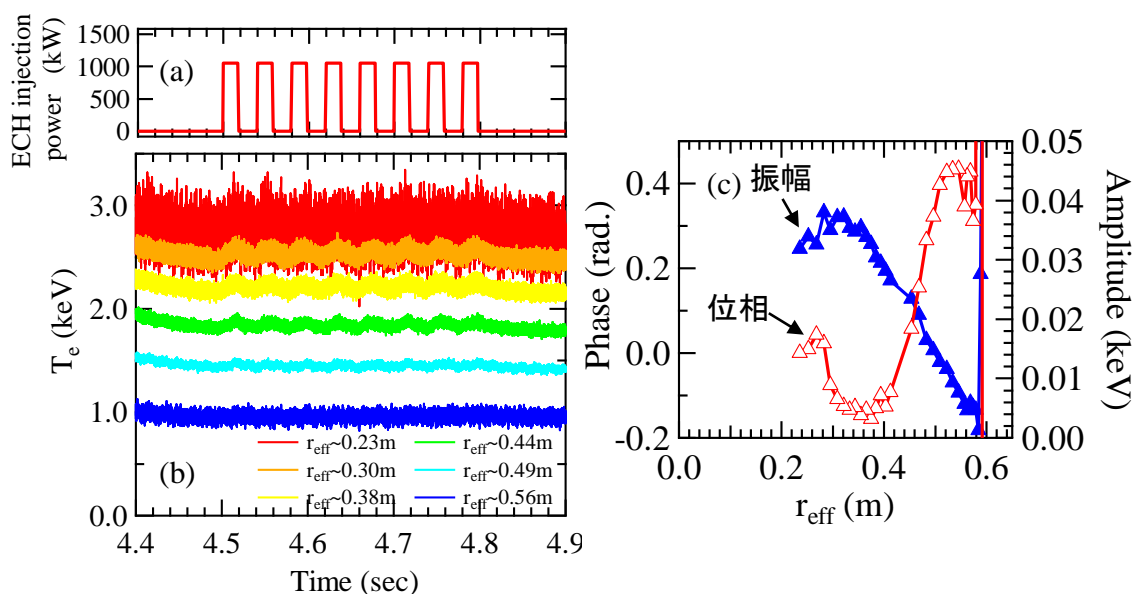 ECH injection
power (kW)
1500
1000
500
0
(a)
T_e (keV)
3.0
2.0
1.0
0.0
r_eff~0.23m
r_eff~0.44m
r_eff~0.30m
r_eff~0.49m
r_eff~0.38m
r_eff~0.56m
(b)
4.4 4.5 4.6 4.7 4.8 4.9
Time (sec)
Phase (rad.)
0.4
0.2
0.0
-0.2
(c)
振幅
位相
0.05
0.04
0.03
0.02
0.01
0.00
Amplitude (keV)
0.0 0.2 0.4 0.6
r_eff (m)